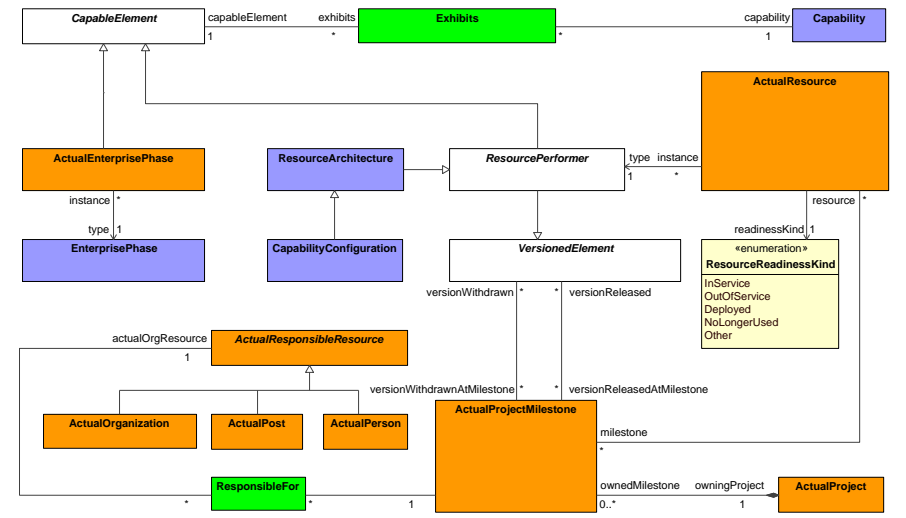 CapableElement
capableElement
1
exhibits
*
Exhibits
*
capability
1
Capability
ActualResource
ActualEnterprisePhase
ResourceArchitecture
ResourcePerformer
type
1
instance
*
instance
*
type
1
EnterprisePhase
CapabilityConfiguration
VersionedElement
resource
*
readinessKind
1
«enumeration»
ResourceReadinessKind
InService
OutOfService
Deployed
NoLongerUsed
Other
versionWithdrawn
*
*
versionReleased
actualOrgResource
1
ActualResponsibleResource
versionWithdrawnAtMilestone
*
*
versionReleasedAtMilestone
ActualOrganization
ActualPost
ActualPerson
ActualProjectMilestone
milestone
*
*
ResponsibleFor
*
1
ownedMilestone
0..*
owningProject
1
ActualProject